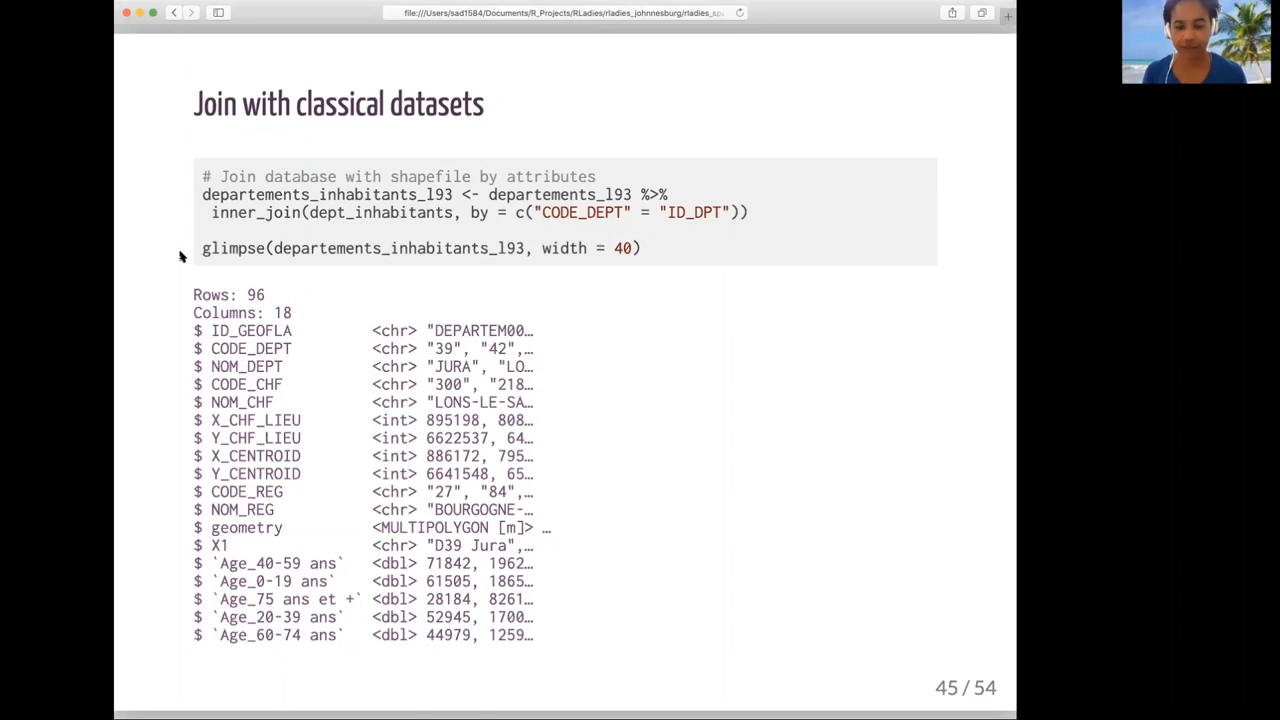 file:///Users/sad1584/Documents/R_Projects/RLadies/rladies_johnnesburg/rladies_spa
Join with classical datasets
# Join database with shapefile by attributes
departements_inhabitants_l93 <- departements_l93 %>%
inner_join(dept_inhabitants, by = c("CODE_DEPT" = "ID_DPT"))
glimpse(departements_inhabitants_l93, width = 40)
Rows: 96
Columns: 18
$ ID_GEOFLA <chr> "DEPARTEM00…
$ CODE_DEPT <chr> "39", "42",…
$ NOM_DEPT <chr> "JURA", "LO…
$ CODE_CHF <chr> "300", "218…
$ NOM_CHF <chr> "LONS-LE-SA…
$ X_CHF_LIEU <int> 895198, 808…
$ Y_CHF_LIEU <int> 6622537, 64…
$ X_CENTROID <int> 886172, 795…
$ Y_CENTROID <int> 6641548, 65…
$ CODE_REG <chr> "27", "84",…
$ NOM_REG <chr> "BOURGOGNE-…
$ geometry <MULTIPOLYGON [m]> …
$ X1 <chr> "D39 Jura",…
$ `Age_40-59 ans` <dbl> 71842, 1962…
$ `Age_0-19 ans` <dbl> 61505, 1865…
$ `Age_75 ans et +` <dbl> 28184, 8261…
$ `Age_20-39 ans` <dbl> 52945, 1700…
$ `Age_60-74 ans` <dbl> 44979, 1259…
45 / 54